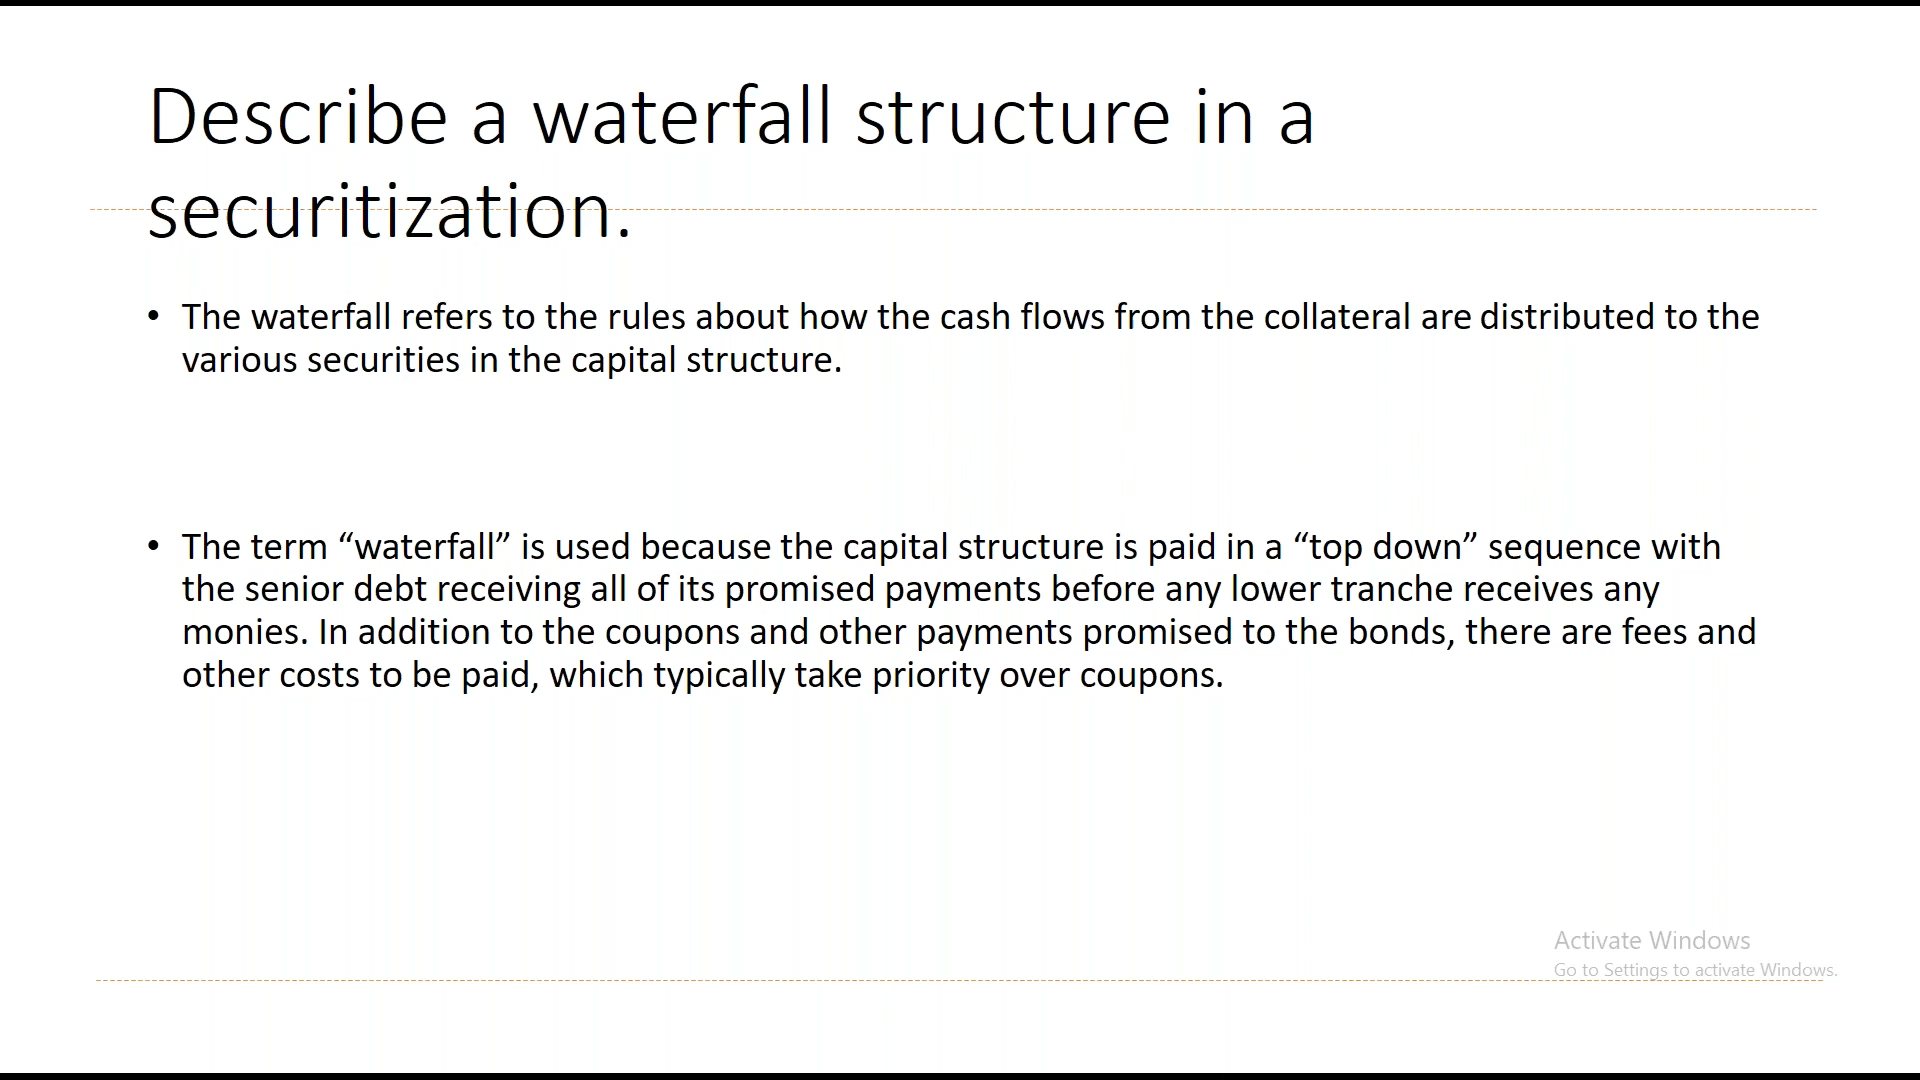 Describe a waterfall structure in a
securitization.
• The waterfall refers to the rules about how the cash flows from the collateral are distributed to the
various securities in the capital structure.
• The term “waterfall” is used because the capital structure is paid in a “top down” sequence with
the senior debt receiving all of its promised payments before any lower tranche receives any
monies. In addition to the coupons and other payments promised to the bonds, there are fees and
other costs to be paid, which typically take priority over coupons.
Activate Windows
Go to Settings to activate Windows.